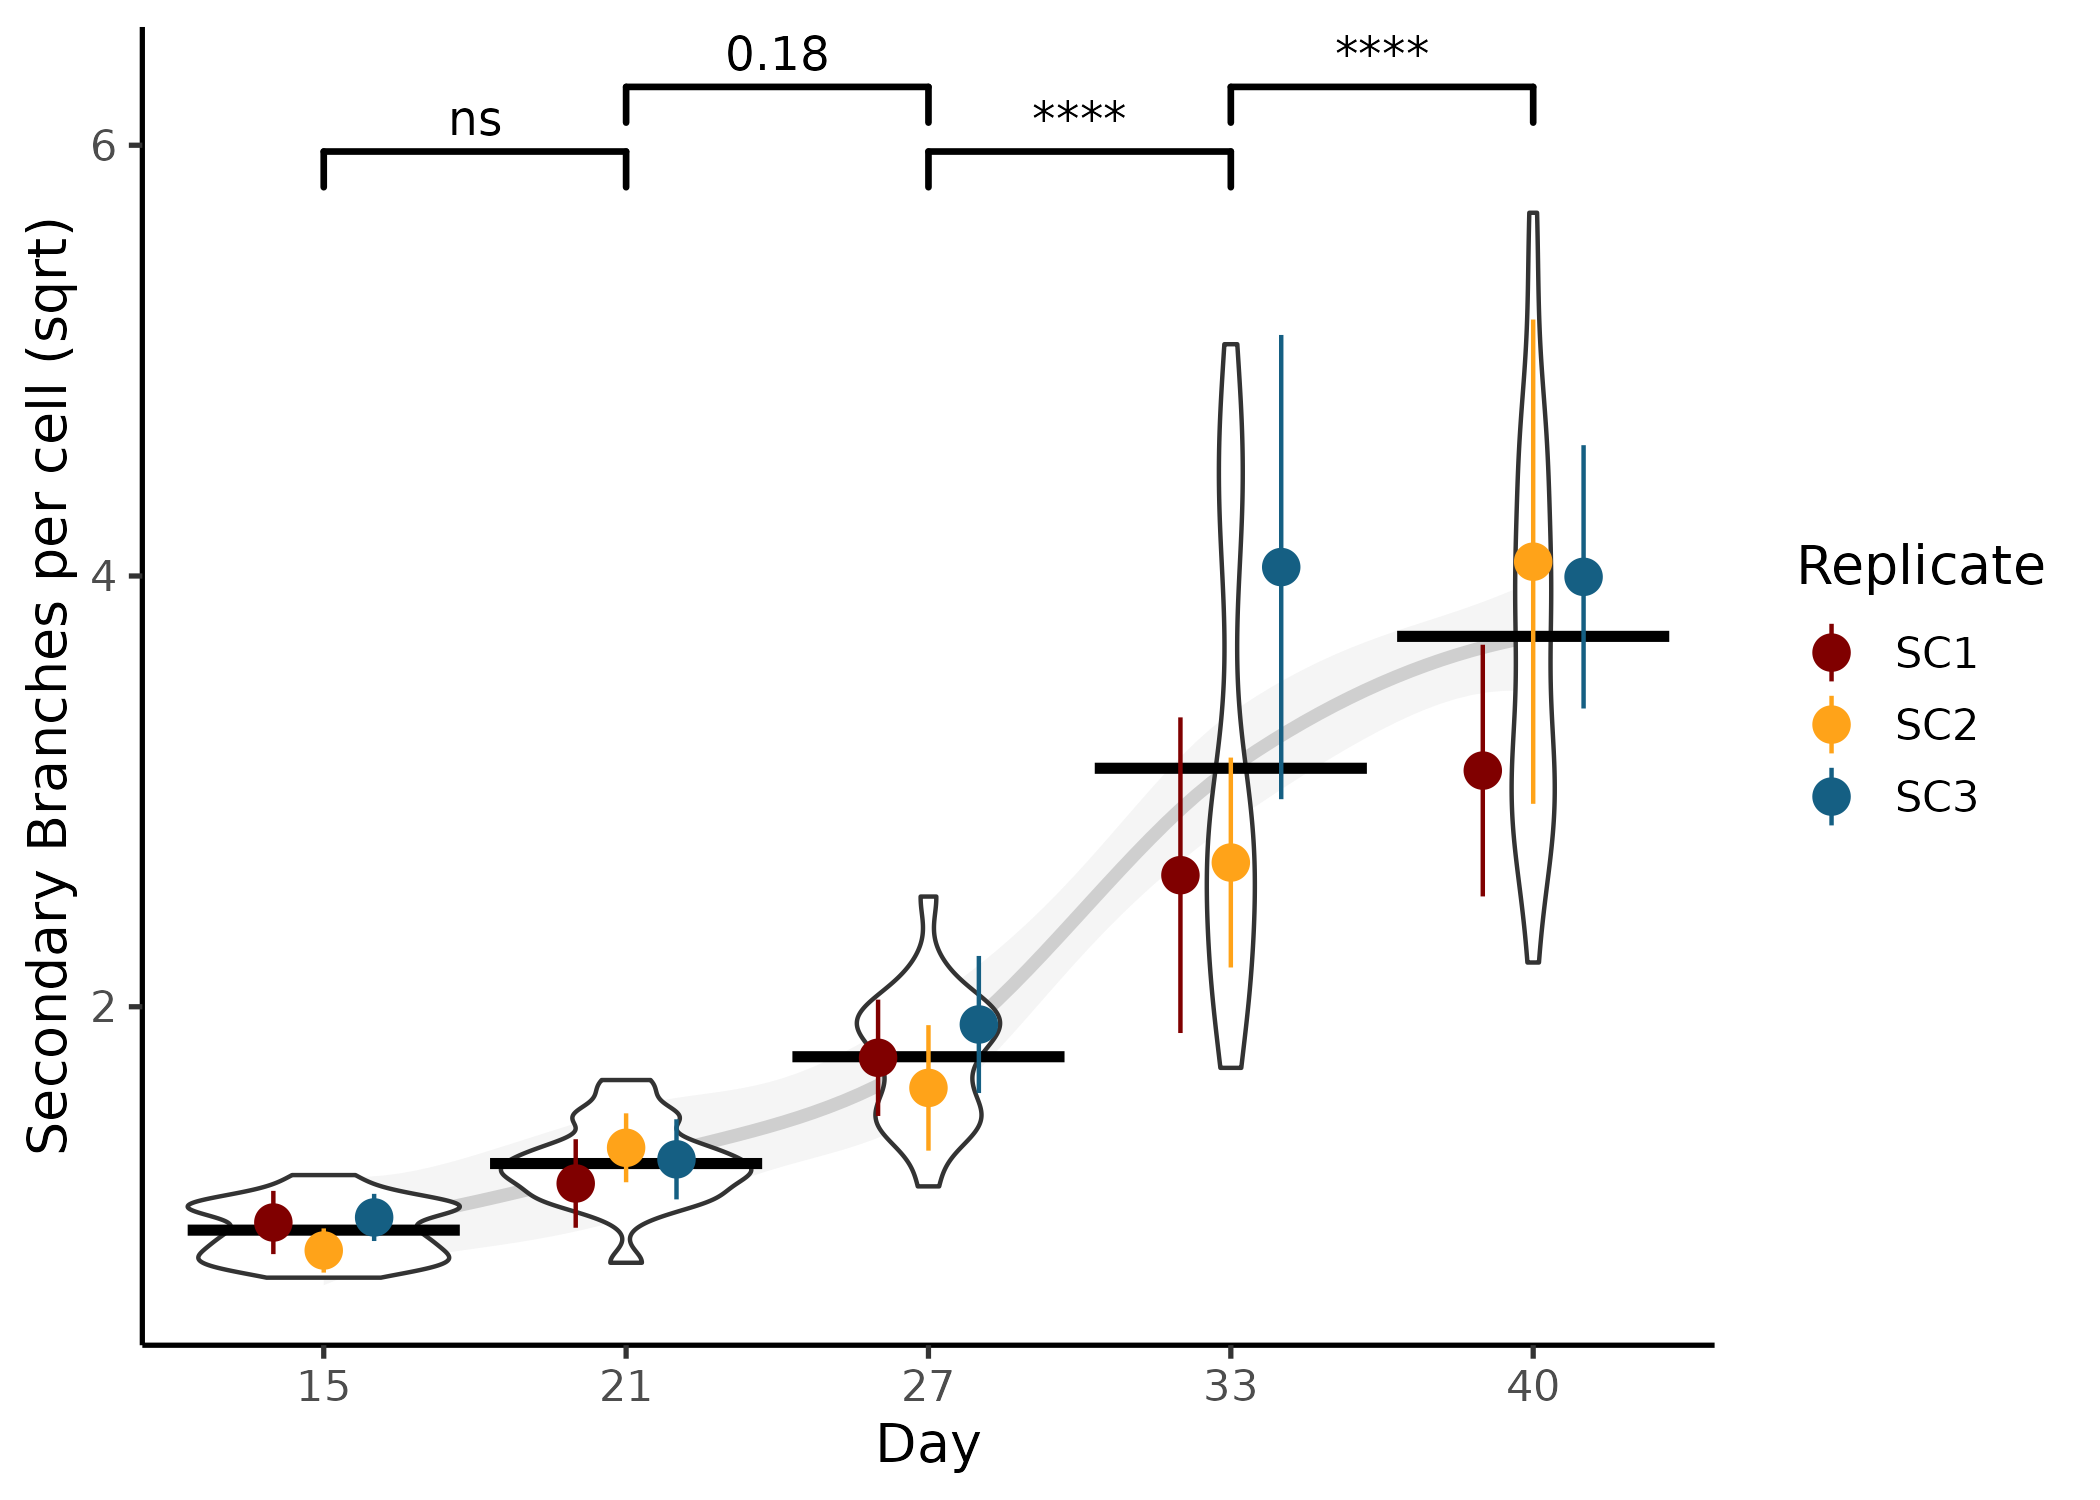 0.18
****
ns
****
6
4
2
Secondary Branches per cell (sqrt)
15
21
27
33
40
Day
Replicate
SC1
SC2
SC3